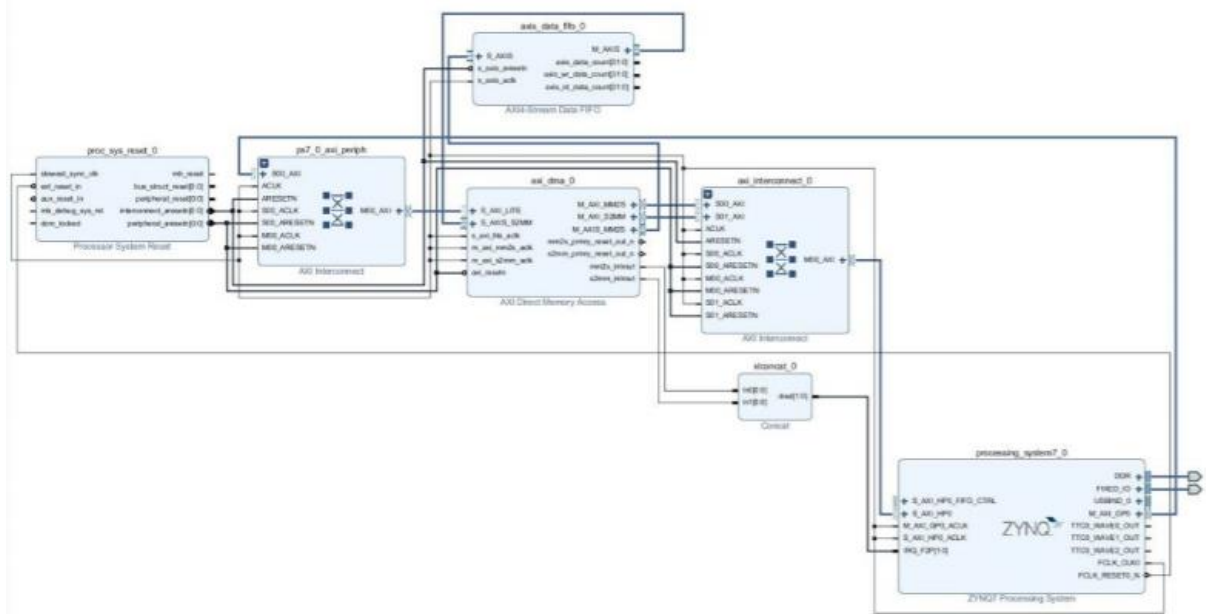 axis_data_fifo_0
S_AXIS
s_axis_aresetn
s_axis_aclk
M_AXIS
axis_data_count[31:0]
axis_wr_data_count[31:0]
axis_rd_data_count[31:0]
AXI4-Stream Data FIFO
proc_sys_reset_0
slowest_sync_clk
ext_reset_in
aux_reset_in
mb_debug_sys_rst
dcm_locked
mb_reset
bus_struct_reset[0:0]
peripheral_reset[0:0]
interconnect_aresetn[0:0]
peripheral_aresetn[0:0]
Processor System Reset
ps7_0_axi_periph
S00_AXI
ACLK
ARESETN
S00_ACLK
S00_ARESETN
M00_ACLK
M00_ARESETN
M00_AXI
AXI Interconnect
axi_dma_0
S_AXI_LITE
S_AXIS_S2MM
s_axi_lite_aclk
m_axi_mm2s_aclk
m_axi_s2mm_aclk
axi_resetn
M_AXI_MM2S
M_AXI_S2MM
M_AXIS_MM2S
mm2s_prmry_reset_out_n
s2mm_prmry_reset_out_n
mm2s_introut
s2mm_introut
AXI Direct Memory Access
axi_interconnect_0
S00_AXI
S01_AXI
ACLK
ARESETN
S00_ACLK
S00_ARESETN
M00_ACLK
M00_ARESETN
S01_ACLK
S01_ARESETN
M00_AXI
AXI Interconnect
xlconcat_0
In0[0:0]
In1[0:0]
dout[1:0]
Concat
processing_system7_0
S_AXI_HP0_FIFO_CTRL
S_AXI_HP0
M_AXI_GP0_ACLK
S_AXI_HP0_ACLK
IRQ_F2P[1:0]
ZYNQ
DDR
FIXED_IO
USBIND_0
M_AXI_GP0
TTC0_WAVE0_OUT
TTC0_WAVE1_OUT
TTC0_WAVE2_OUT
FCLK_CLK0
FCLK_RESET0_N
ZYNQ7 Processing System